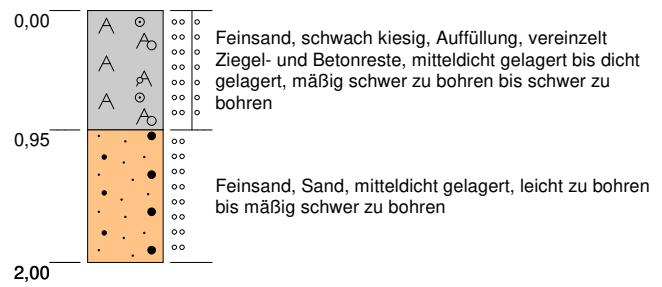 0,00
Feinsand, schwach kiesig, Auffüllung, vereinzelt
Ziegel- und Betonreste, mitteldicht gelagert bis dicht
gelagert, mäßig schwer zu bohren bis schwer zu
bohren
0,95
Feinsand, Sand, mitteldicht gelagert, leicht zu bohren
bis mäßig schwer zu bohren
2,00